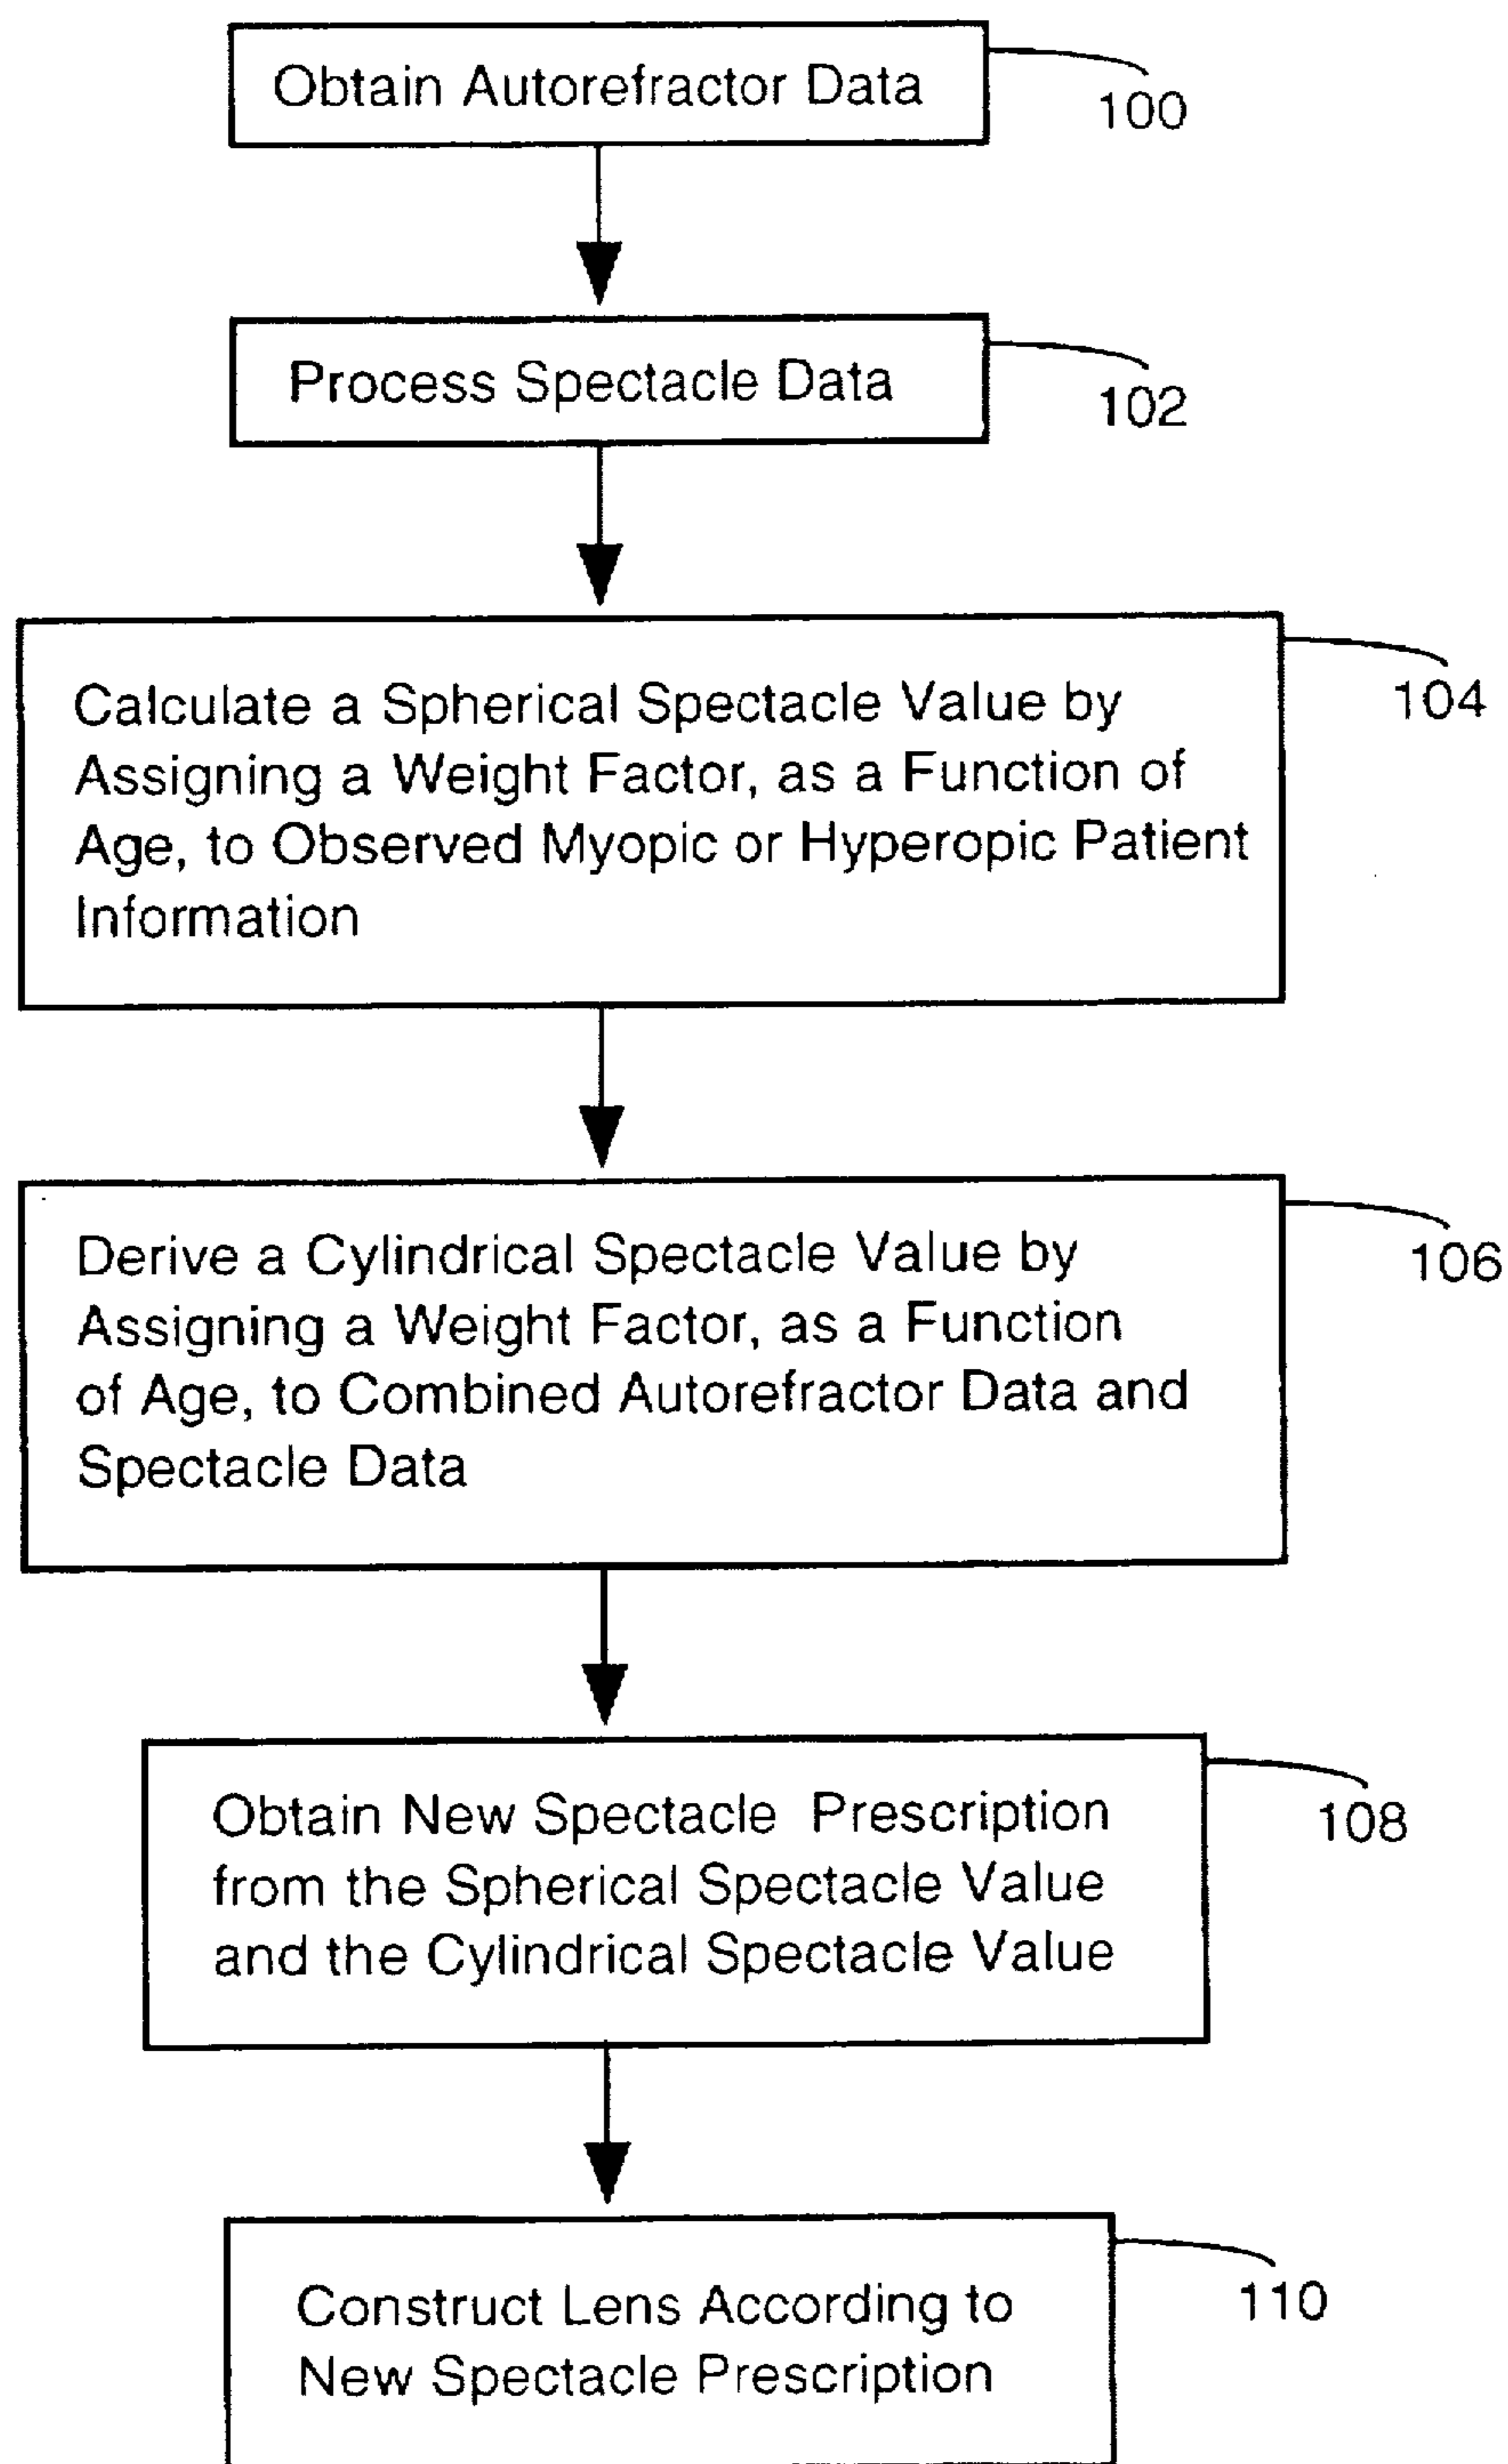 Obtain Autorefractor Data
100
Process Spectacle Data
102
Calculate a Spherical Spectacle Value by
Assigning a Weight Factor, as a Function of
Age, to Observed Myopic or Hyperopic Patient
Information
104
Derive a Cylindrical Spectacle Value by
Assigning a Weight Factor, as a Function
of Age, to Combined Autorefractor Data and
Spectacle Data
106
Obtain New Spectacle Prescription
from the Spherical Spectacle Value
and the Cylindrical Spectacle Value
108
Construct Lens According to
New Spectacle Prescription
110